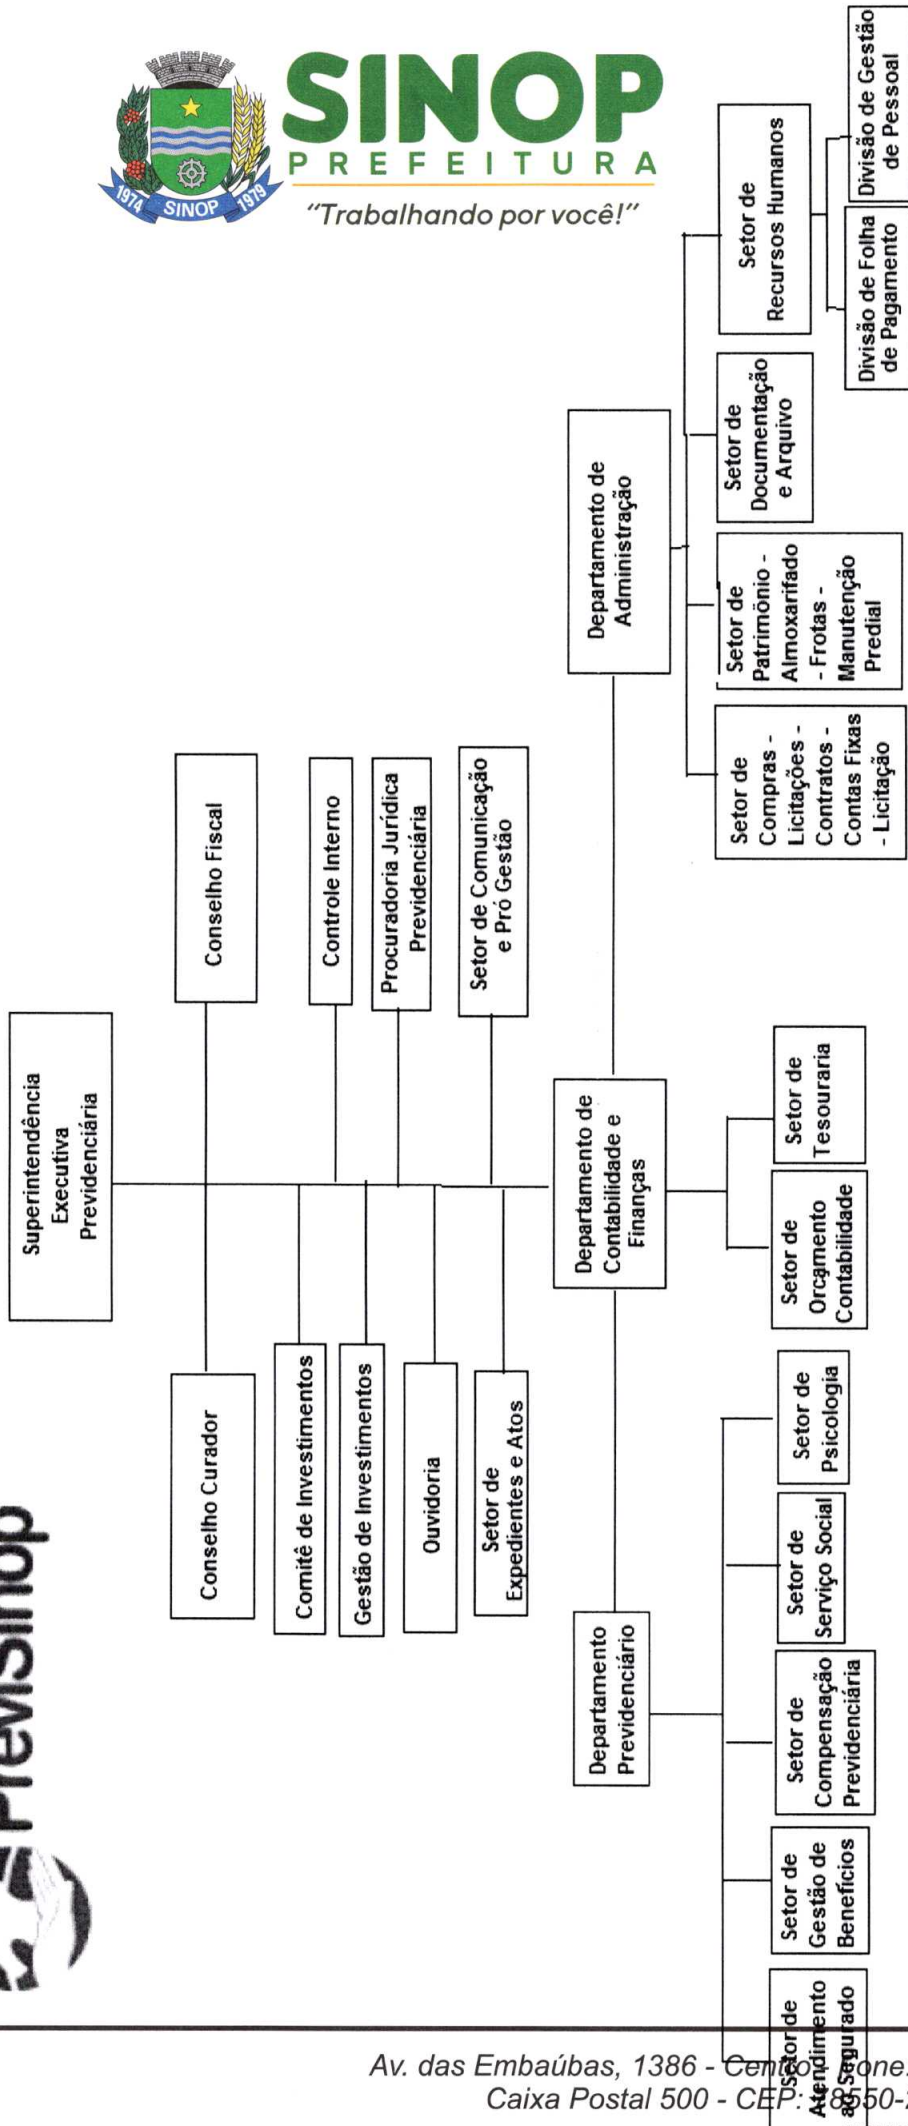 SINOP
PREFEITURA
"Trabalhando por você!"
1974
SINOP
1979
PreviSinop
Superintendência
Executiva
Previdenciária
Conselho Curador
Conselho Fiscal
Comitê de Investimentos
Controle Interno
Gestão de Investimentos
Procuradoria Jurídica
Previdenciária
Ouvidoria
Setor de Comunicação
e Pró Gestão
Setor de
Expedientes e Atos
Departamento
Previdenciário
Departamento de
Contabilidade e
Finanças
Departamento de
Administração
Setor de
Atendimento
ao Segurado
Setor de
Gestão de
Benefícios
Setor de
Compensação
Previdenciária
Setor de
Serviço Social
Setor de
Psicologia
Setor de
Orçamento
Contabilidade
Setor de
Tesouraria
Setor de
Compras -
Licitações -
Contratos -
Contas Fixas
- Licitação
Setor de
Patrimônio -
Almoxarifado
- Frotas -
Manutenção
Predial
Setor de
Documentação
e Arquivo
Setor de
Recursos Humanos
Divisão de Folha
de Pagamento
Divisão de Gestão
de Pessoal
Av. das Embaúbas, 1386 - Centro - Fone:
Caixa Postal 500 - CEP: 78550-